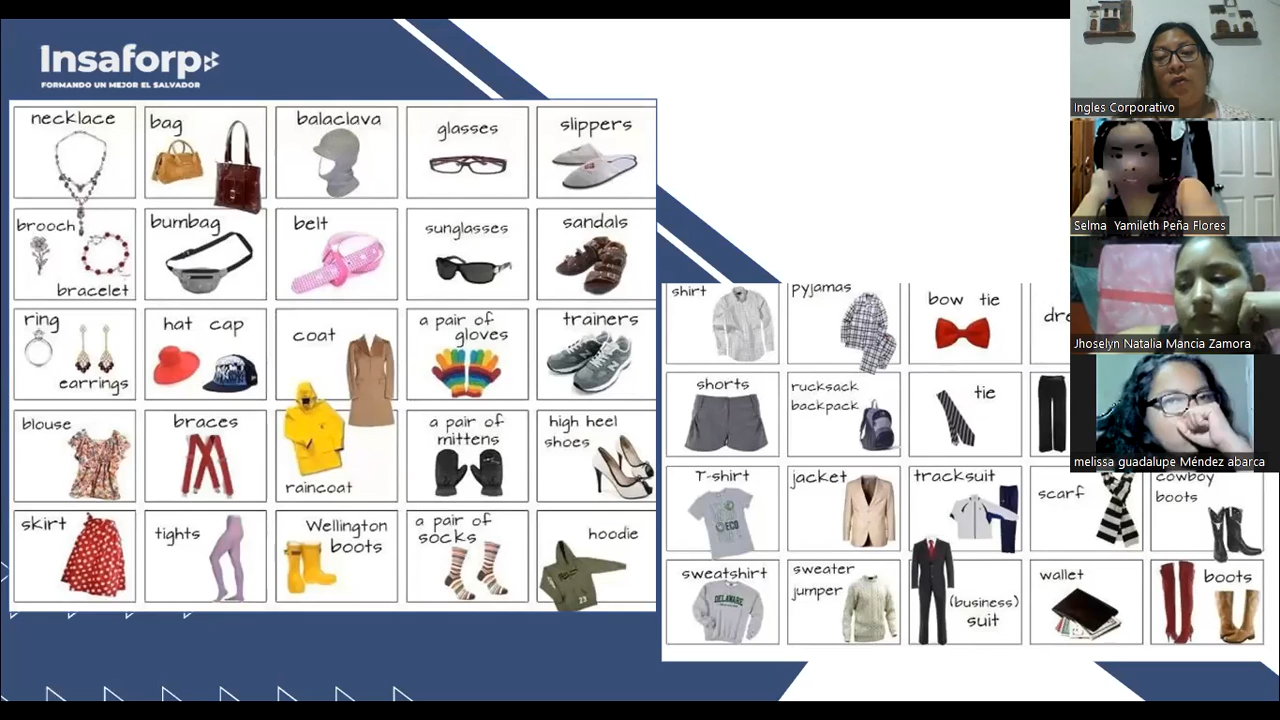 Insaforp
FORMANDO UN MEJOR EL SALVADOR
necklace
bag
balaclava
glasses
slippers
brooch
bracelet
bumbag
belt
sunglasses
sandals
ring
earrings
hat cap
coat
raincoat
a pair of
gloves
trainers
blouse
braces
a pair of
mittens
high heel
shoes
skirt
tights
Wellington
boots
a pair of
socks
hoodie
23
shirt
pyjamas
bow tie
dre
shorts
rucksack
backpack
tie
T-shirt
ECO
jacket
tracksuit
scarf
cowboy
boots
sweatshirt
DELAWARE
sweater
jumper
(business)
suit
wallet
boots
Ingles Corporativo
Selma Yamileth Peña Flores
Jhoselyn Natalia Mancia Zamora
melissa guadalupe Méndez abarca